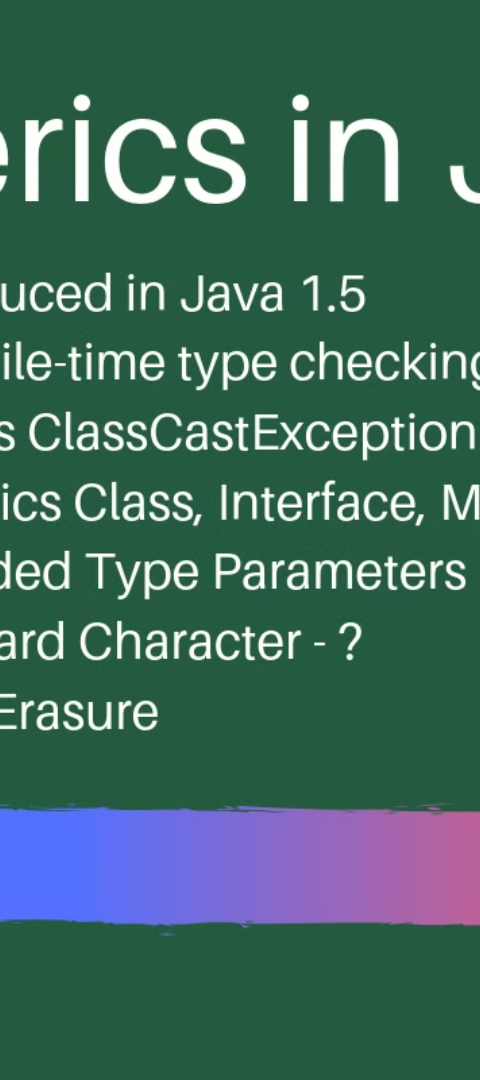 erics in J
uced in Java 1.5
ile-time type checking
s ClassCastException
ics Class, Interface, M
ded Type Parameters
ard Character - ?
Erasure